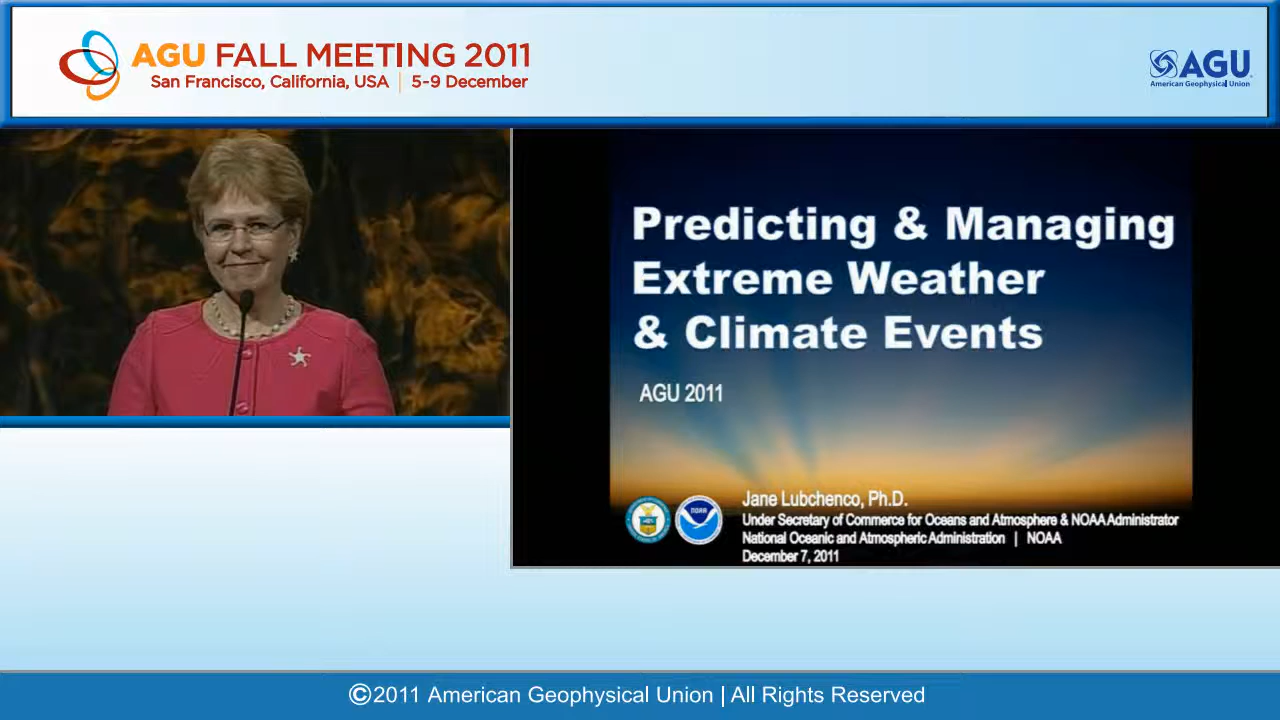 AGU FALL MEETING 2011
San Francisco, California, USA | 5-9 December
AGU
American Geophysical Union
Predicting & Managing
Extreme Weather
& Climate Events
AGU 2011
NOAA
Jane Lubchenco, Ph.D.
Under Secretary of Commerce for Oceans and Atmosphere & NOAA Administrator
National Oceanic and Atmospheric Administration | NOAA
December 7, 2011
©2011 American Geophysical Union | All Rights Reserved